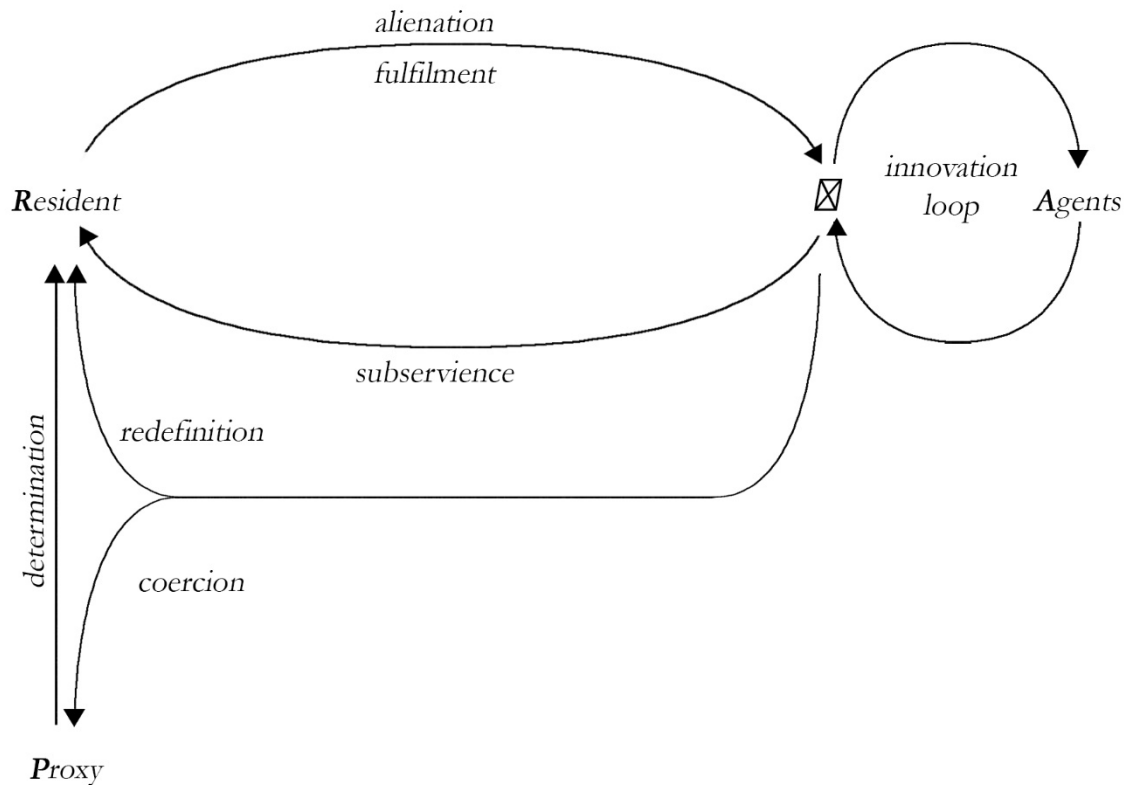 alienation
fulfilment
innovation
loop
Resident
Agents
subservience
redefinition
determination
coercion
Proxy